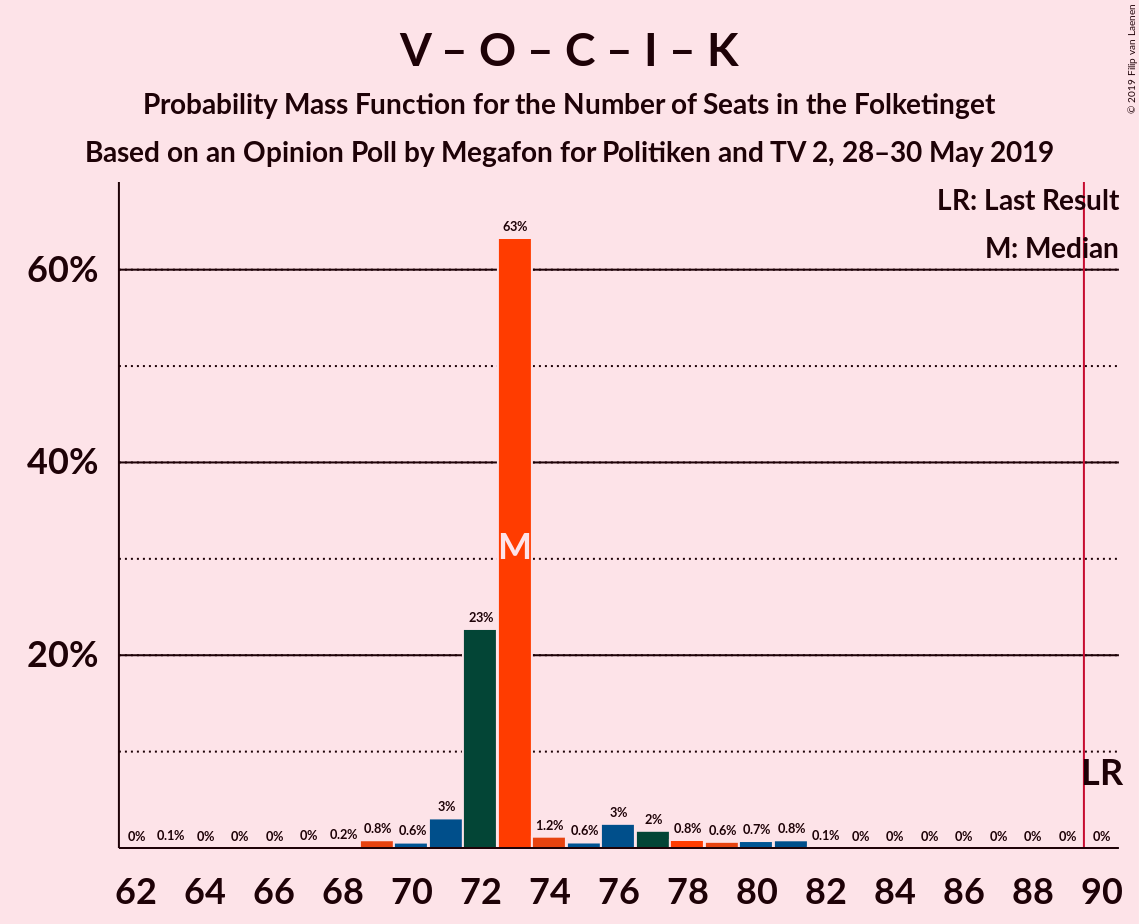 V – O – C – I – K
Probability Mass Function for the Number of Seats in the Folketinget
Based on an Opinion Poll by Megafon for Politiken and TV 2, 28–30 May 2019
© 2019 Filip van Laenen
LR: Last Result
M: Median
60%
40%
20%
0% 0.1% 0% 0% 0% 0% 0.2% 0.8% 0.6% 3% 23% 63% 1.2% 0.6% 3% 2% 0.8% 0.6% 0.7% 0.8% 0.1% 0% 0% 0% 0% 0% 0% 0% 0%
M
LR
62 64 66 68 70 72 74 76 78 80 82 84 86 88 90